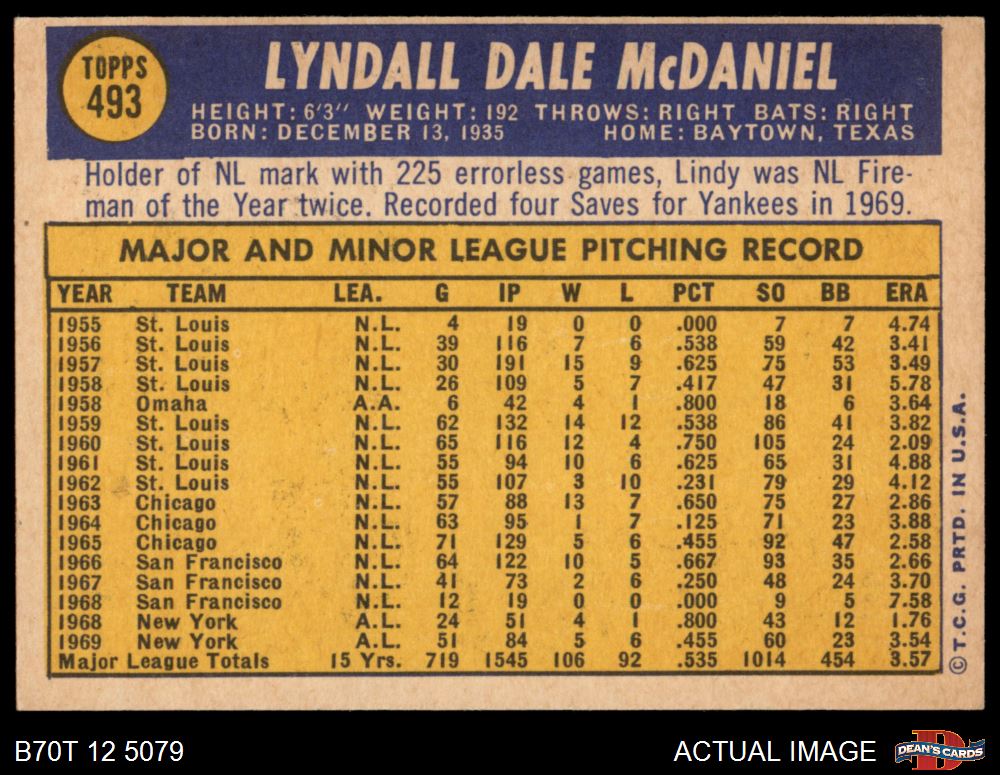 TOPPS
493
LYNDALL DALE McDANIEL
HEIGHT: 6'3" WEIGHT: 192 THROWS: RIGHT BATS: RIGHT
BORN: DECEMBER 13, 1935 HOME: BAYTOWN, TEXAS
Holder of NL mark with 225 errorless games, Lindy was NL Fire-
man of the Year twice. Recorded four Saves for Yankees in 1969.
MAJOR AND MINOR LEAGUE PITCHING RECORD
YEAR TEAM LEA. G IP W L PCT SO BB ERA
1955 St. Louis N.L. 4 19 0 0 .000 7 7 4.74
1956 St. Louis N.L. 39 116 7 6 .538 59 42 3.41
1957 St. Louis N.L. 30 191 15 9 .625 75 53 3.49
1958 St. Louis N.L. 26 109 5 7 .417 47 31 5.78
1958 Omaha A.A. 6 42 4 1 .800 18 6 3.64
1959 St. Louis N.L. 62 132 14 12 .538 86 41 3.82
1960 St. Louis N.L. 65 116 12 4 .750 105 24 2.09
1961 St. Louis N.L. 55 94 10 6 .625 65 31 4.88
1962 St. Louis N.L. 55 107 3 10 .231 79 29 4.12
1963 Chicago N.L. 57 88 13 7 .650 75 27 2.86
1964 Chicago N.L. 63 95 1 7 .125 71 23 3.88
1965 Chicago N.L. 71 129 5 6 .455 92 47 2.58
1966 San Francisco N.L. 64 122 10 5 .667 93 35 2.66
1967 San Francisco N.L. 41 73 2 6 .250 48 24 3.70
1968 San Francisco N.L. 12 19 0 0 .000 9 5 7.58
1968 New York A.L. 24 51 4 1 .800 43 12 1.76
1969 New York A.L. 51 84 5 6 .455 60 23 3.54
Major League Totals 15 Yrs. 719 1545 106 92 .535 1014 454 3.57
© T.C.G. PRTD. IN U.S.A.
B70T 12 5079
ACTUAL IMAGE
DEAN'S CARDS